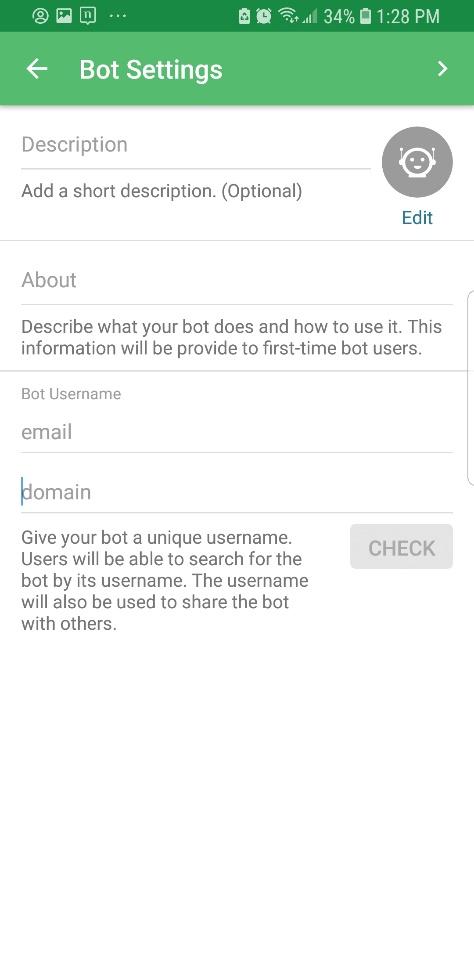 34% 1:28 PM
Bot Settings
Description
Add a short description. (Optional)
Edit
About
Describe what your bot does and how to use it. This
information will be provide to first-time bot users.
Bot Username
email
domain
Give your bot a unique username.
Users will be able to search for the
bot by its username. The username
will also be used to share the bot
with others.
CHECK